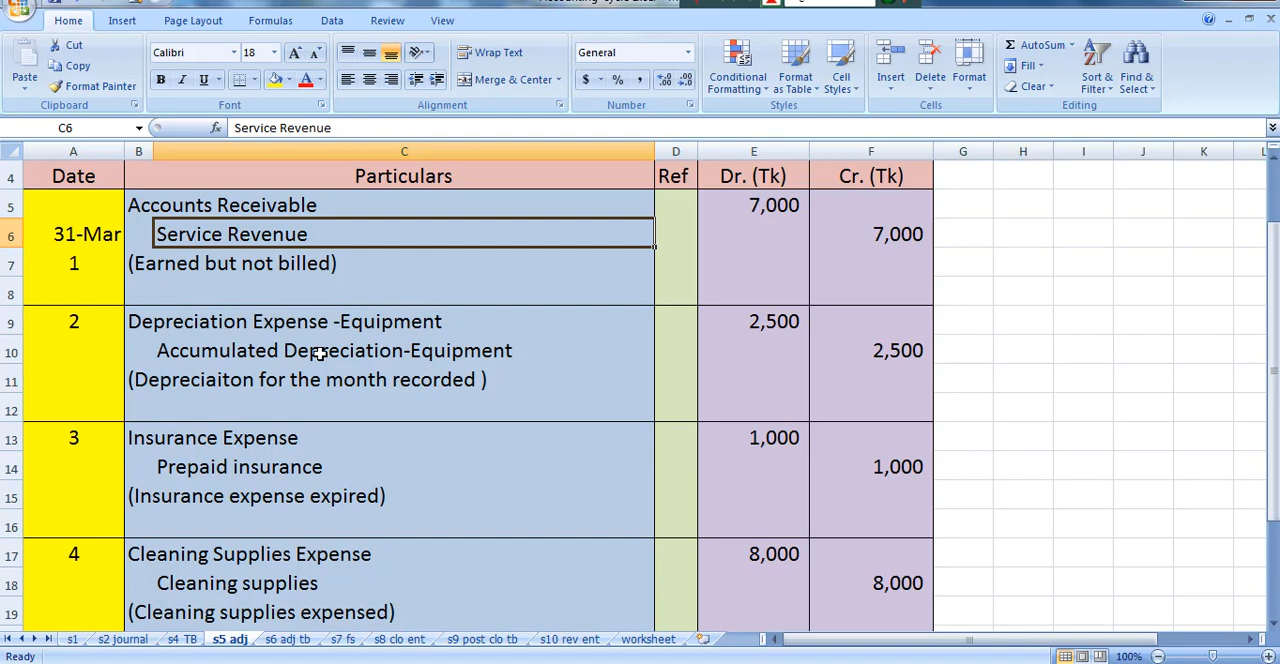 Home Insert Page Layout Formulas Data Review View
Cut
Copy
Format Painter
Paste
Clipboard
Calibri 18
B I U
Font
Wrap Text
Merge & Center
Alignment
General
$ % ,
Number
Conditional Formatting
Format as Table
Cell Styles
Styles
Insert Delete Format
Cells
Σ AutoSum
Fill
Clear
Sort & Filter
Find & Select
Editing
C6 fx Service Revenue
A B C D E F G H I J K L
4 Date Particulars Ref Dr. (Tk) Cr. (Tk)
5 Accounts Receivable 7,000
6 31-Mar Service Revenue 7,000
7 1 (Earned but not billed)
8
9 2 Depreciation Expense -Equipment 2,500
10 Accumulated Depreciation-Equipment 2,500
11 (Depreciaiton for the month recorded )
12
13 3 Insurance Expense 1,000
14 Prepaid insurance 1,000
15 (Insurance expense expired)
16
17 4 Cleaning Supplies Expense 8,000
18 Cleaning supplies 8,000
19 (Cleaning supplies expensed)
s1 s2 journal s4 TB s5 adj s6 adj tb s7 fs s8 clo ent s9 post clo tb s10 rev ent worksheet
Ready 100%